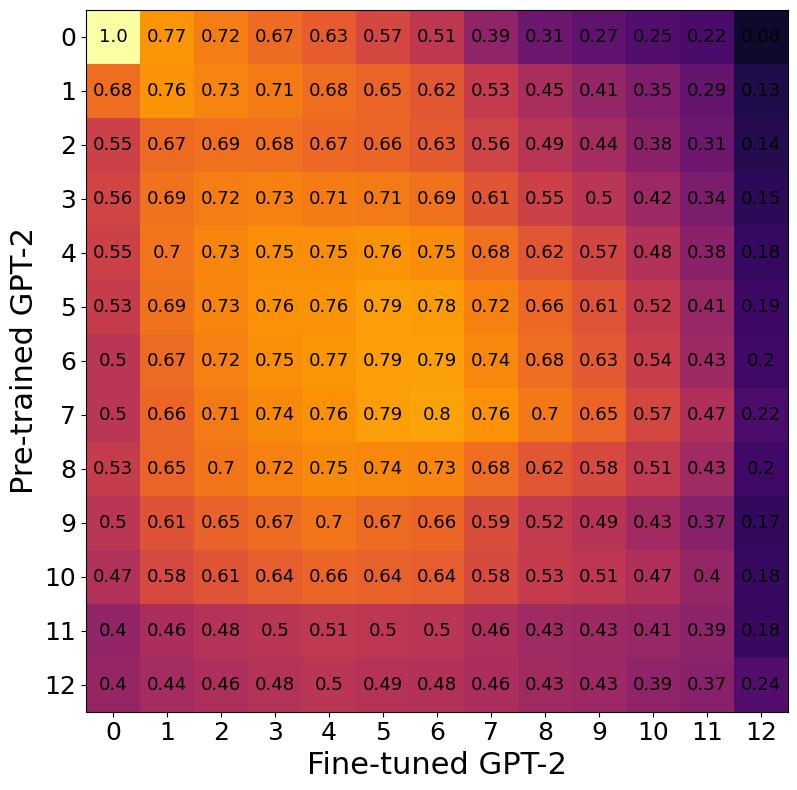 0 1.0 0.77 0.72 0.67 0.63 0.57 0.51 0.39 0.31 0.27 0.25 0.22 0.08
1 0.68 0.76 0.73 0.71 0.68 0.65 0.62 0.53 0.45 0.41 0.35 0.29 0.13
2 0.55 0.67 0.69 0.68 0.67 0.66 0.63 0.56 0.49 0.44 0.38 0.31 0.14
3 0.56 0.69 0.72 0.73 0.71 0.71 0.69 0.61 0.55 0.5 0.42 0.34 0.15
4 0.55 0.7 0.73 0.75 0.75 0.76 0.75 0.68 0.62 0.57 0.48 0.38 0.18
5 0.53 0.69 0.73 0.76 0.76 0.79 0.78 0.72 0.66 0.61 0.52 0.41 0.19
6 0.5 0.67 0.72 0.75 0.77 0.79 0.79 0.74 0.68 0.63 0.54 0.43 0.2
7 0.5 0.66 0.71 0.74 0.76 0.79 0.8 0.76 0.7 0.65 0.57 0.47 0.22
8 0.53 0.65 0.7 0.72 0.75 0.74 0.73 0.68 0.62 0.58 0.51 0.43 0.2
9 0.5 0.61 0.65 0.67 0.7 0.67 0.66 0.59 0.52 0.49 0.43 0.37 0.17
10 0.47 0.58 0.61 0.64 0.66 0.64 0.64 0.58 0.53 0.51 0.47 0.4 0.18
11 0.4 0.46 0.48 0.5 0.51 0.5 0.5 0.46 0.43 0.43 0.41 0.39 0.18
12 0.4 0.44 0.46 0.48 0.5 0.49 0.48 0.46 0.43 0.43 0.39 0.37 0.24
0 1 2 3 4 5 6 7 8 9 10 11 12
Fine-tuned GPT-2
Pre-trained GPT-2